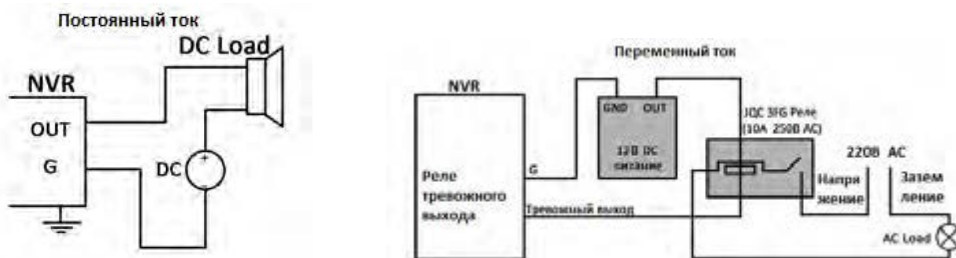 Постоянный ток
DC Load
NVR
OUT
G
DC
Переменный ток
NVR
GND OUT
12В DC
питание
JQC 3FG Реле
(10А 250В AC)
220В AC
G
Реле
тревожного
выхода
Тревожный выход
Напря
жение
Зазем
ление
AC Load